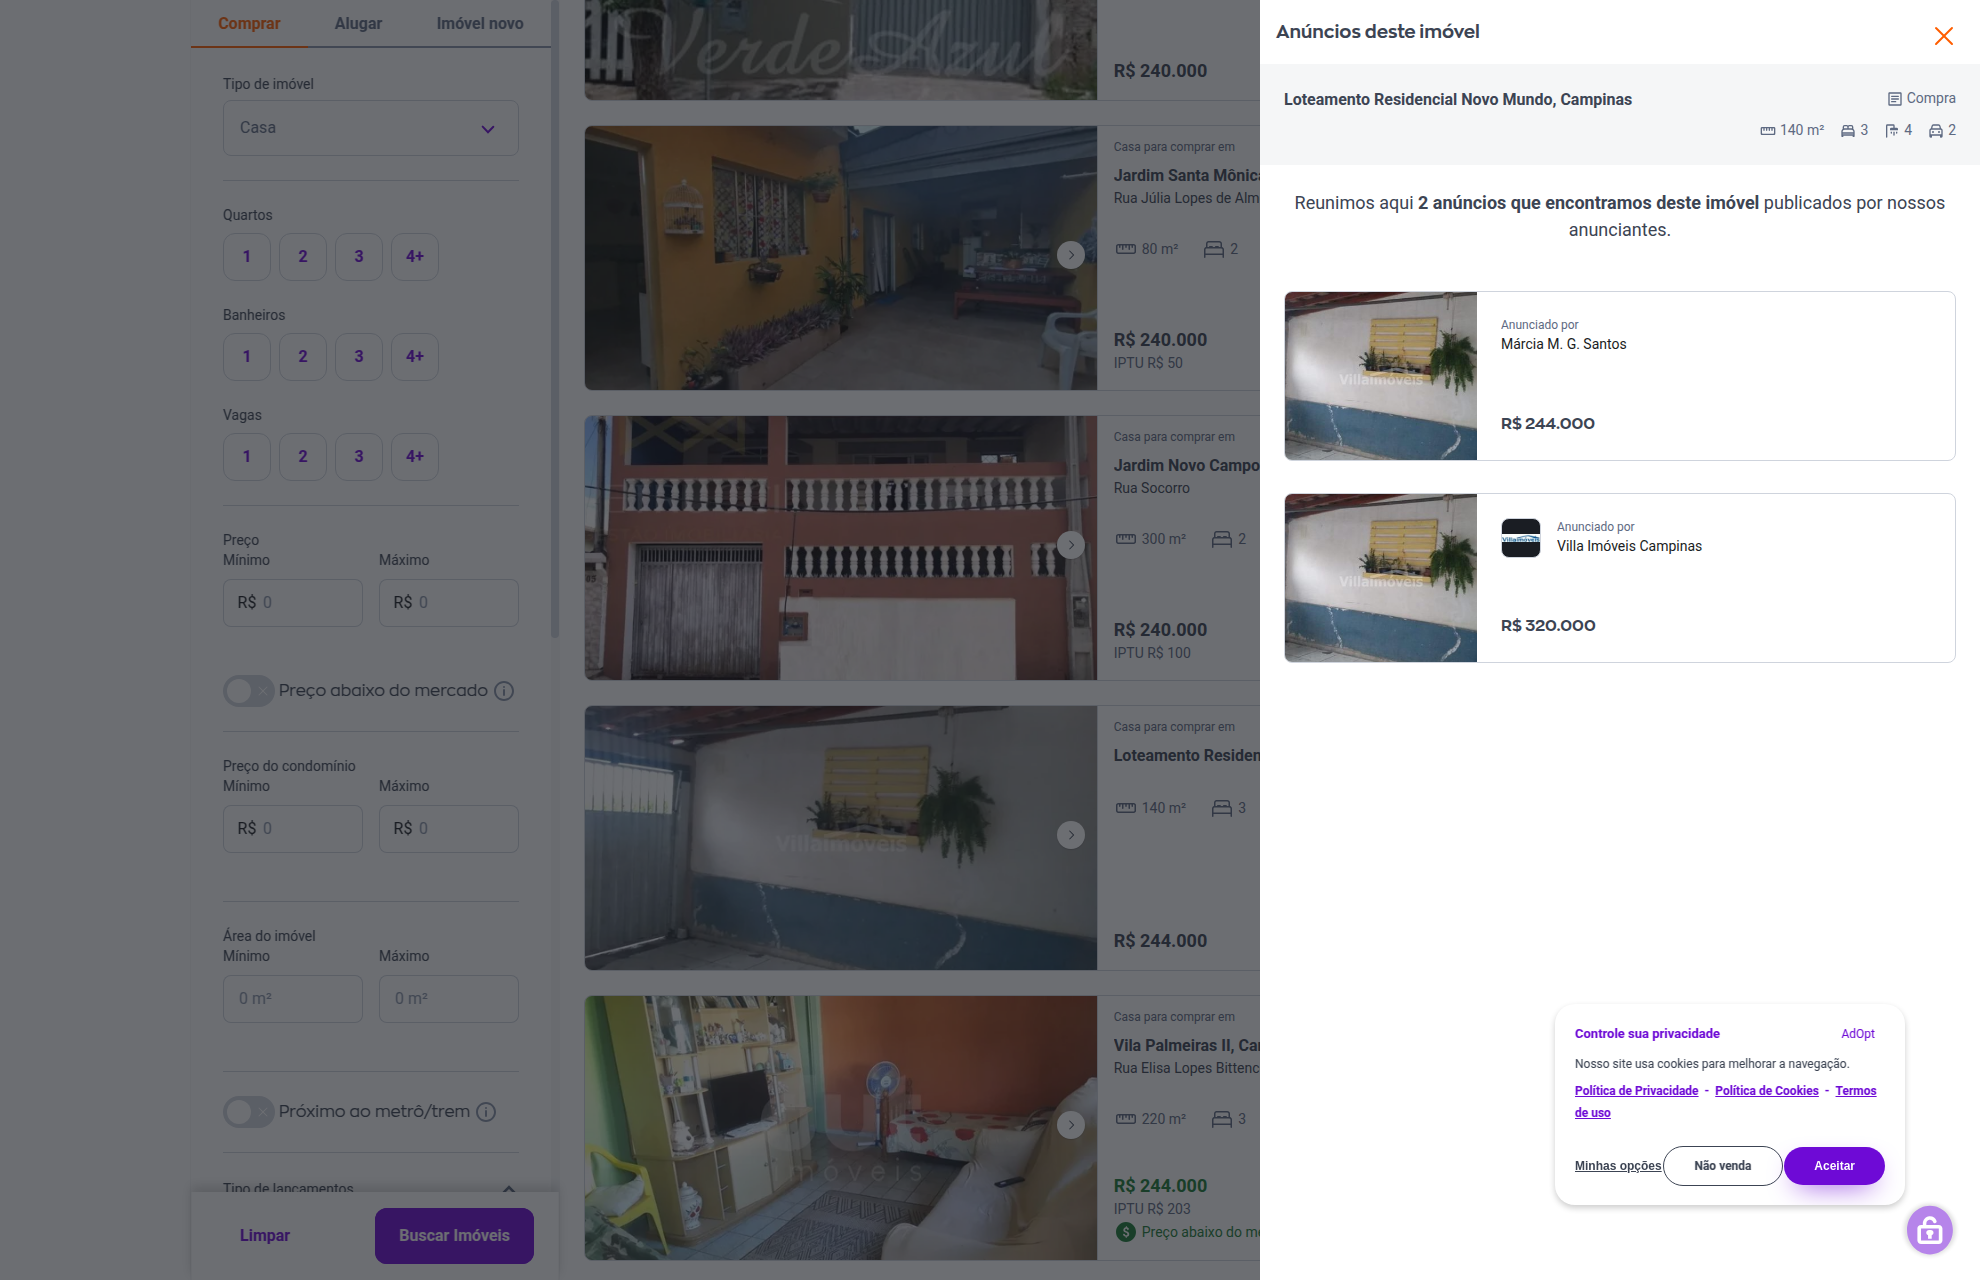 Comprar
Alugar
Imóvel novo
Tipo de imóvel
Casa
Quartos
1
2
3
4+
Banheiros
1
2
3
4+
Vagas
1
2
3
4+
Preço
Mínimo
Máximo
R$ 0
R$ 0
Preço abaixo do mercado
Preço do condomínio
Mínimo
Máximo
R$ 0
R$ 0
Área do imóvel
Mínimo
Máximo
0 m²
0 m²
Próximo ao metrô/trem
Tipo de lançamentos
Limpar
Buscar Imóveis
Verde Azul
R$ 240.000
Casa para comprar em
Jardim Santa Mônica
Rua Júlia Lopes de Alm
80 m²
2
R$ 240.000
IPTU R$ 50
Casa para comprar em
Jardim Novo Campo
Rua Socorro
300 m²
2
R$ 240.000
IPTU R$ 100
VillaImóveis
Casa para comprar em
Loteamento Residen
140 m²
3
R$ 244.000
imóveis
Casa para comprar em
Vila Palmeiras II, Ca
Rua Elisa Lopes Bittenc
220 m²
3
R$ 244.000
IPTU R$ 203
$ Preço abaixo do me
Anúncios deste imóvel
Loteamento Residencial Novo Mundo, Campinas
Compra
140 m²
3
4
2
Reunimos aqui 2 anúncios que encontramos deste imóvel publicados por nossos
anunciantes.
VillaImóveis
Anunciado por
Márcia M. G. Santos
R$ 244.000
VillaImóveis
VillaImóveis
Anunciado por
Villa Imóveis Campinas
R$ 320.000
Controle sua privacidade
AdOpt
Nosso site usa cookies para melhorar a navegação.
Política de Privacidade - Política de Cookies - Termos
de uso
Minhas opções
Não venda
Aceitar